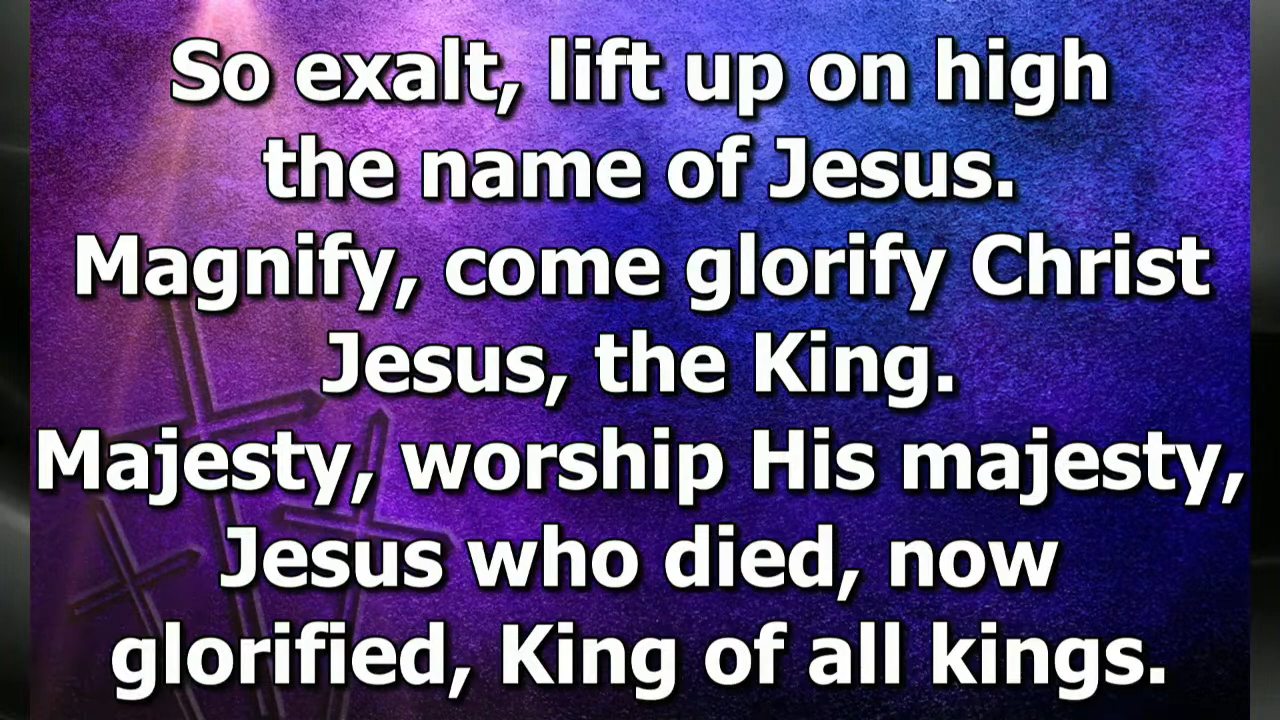 So exalt, lift up on high
the name of Jesus.
Magnify, come glorify Christ
Jesus, the King.
Majesty, worship His majesty,
Jesus who died, now
glorified, King of all kings.